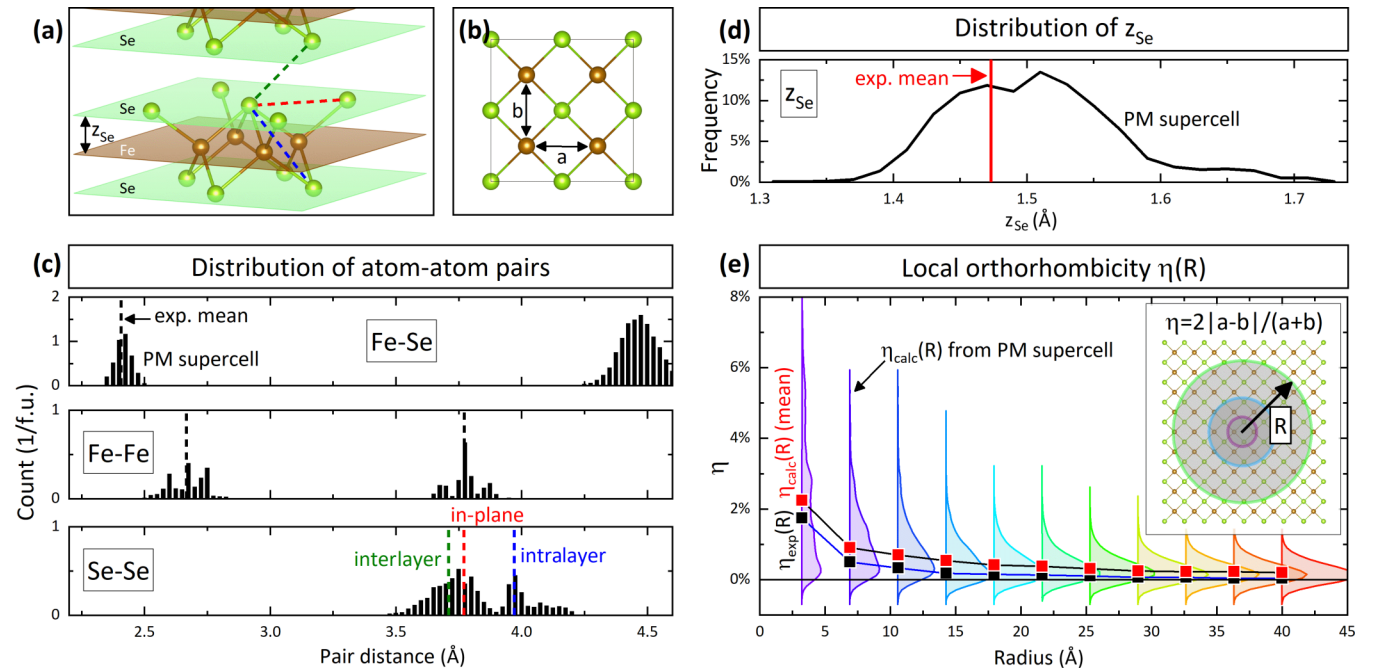 (a)
Se
Se
z_Se
Fe
Se
(b)
b
a
(c)
Distribution of atom-atom pairs
2
1
0
exp. mean
PM supercell
Fe-Se
1
0
Fe-Fe
in-plane
1
0
Se-Se
interlayer
intralayer
Count (1/f.u.)
2.5 3.0 3.5 4.0 4.5
Pair distance (Å)
(d)
Distribution of z_Se
15%
10%
5%
0%
Frequency
z_Se
exp. mean
PM supercell
1.3 1.4 1.5 1.6 1.7
z_Se (Å)
(e)
Local orthorhombicity η(R)
8%
6%
4%
2%
0%
η
η_exp(R)
η_calc(R) (mean)
η_calc(R) from PM supercell
η=2|a-b|/(a+b)
R
0 5 10 15 20 25 30 35 40 45
Radius (Å)